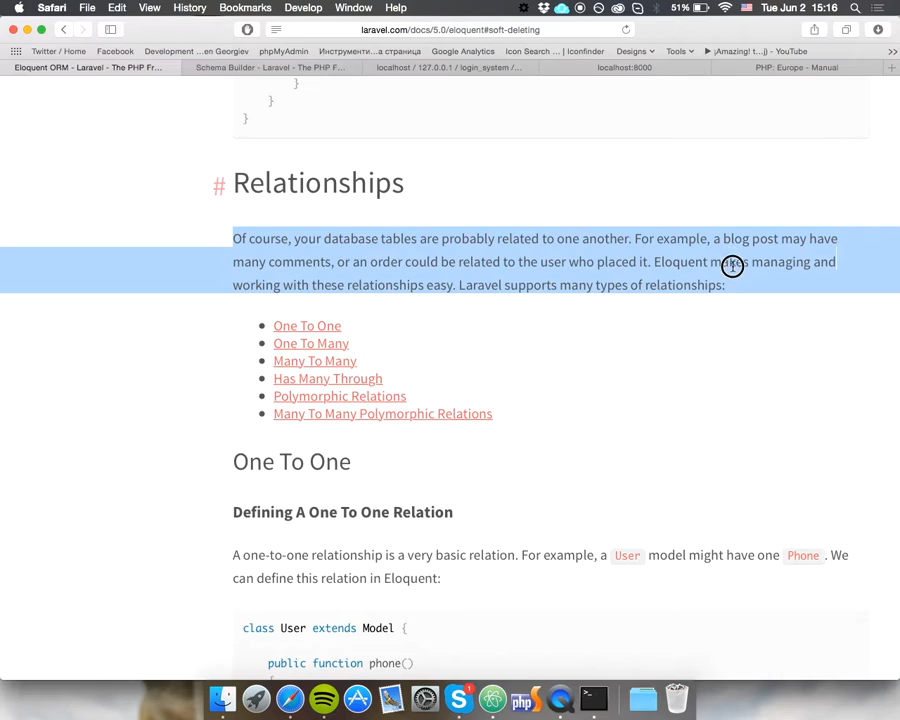 Safari File Edit View History Bookmarks Develop Window Help 51% Tue Jun 2 15:16
laravel.com/docs/5.0/eloquent#soft-deleting
Twitter / Home Facebook Development ...en Georgiev phpMyAdmin Инструменти...а страница Google Analytics Icon Search ... | Iconfinder Designs Tools ▶ ¡Amazing! t...j) - YouTube >>
Eloquent ORM - Laravel - The PHP Fr... Schema Builder - Laravel - The PHP F... localhost / 127.0.0.1 / login_system /... localhost:8000 PHP: Europe - Manual +
}
}
}
# Relationships
Of course, your database tables are probably related to one another. For example, a blog post may have
many comments, or an order could be related to the user who placed it. Eloquent makes managing and
working with these relationships easy. Laravel supports many types of relationships:
• One To One
• One To Many
• Many To Many
• Has Many Through
• Polymorphic Relations
• Many To Many Polymorphic Relations
One To One
Defining A One To One Relation
A one-to-one relationship is a very basic relation. For example, a User model might have one Phone . We
can define this relation in Eloquent:
class User extends Model {
public function phone()
{
1
php